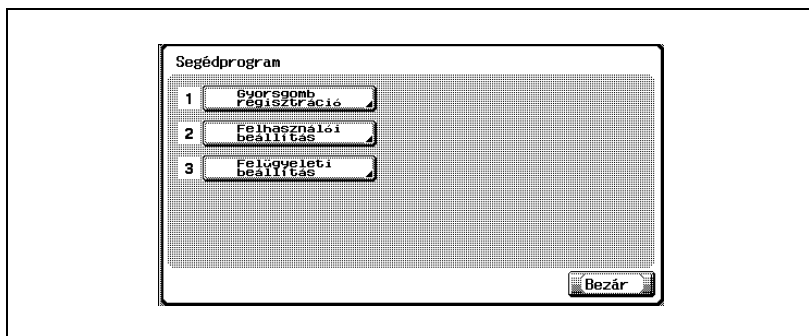 Segédprogram
1 Gyorsgomb
regisztráció
2 Felhasználói
beállítás
3 Felügyeleti
beállítás
Bezár